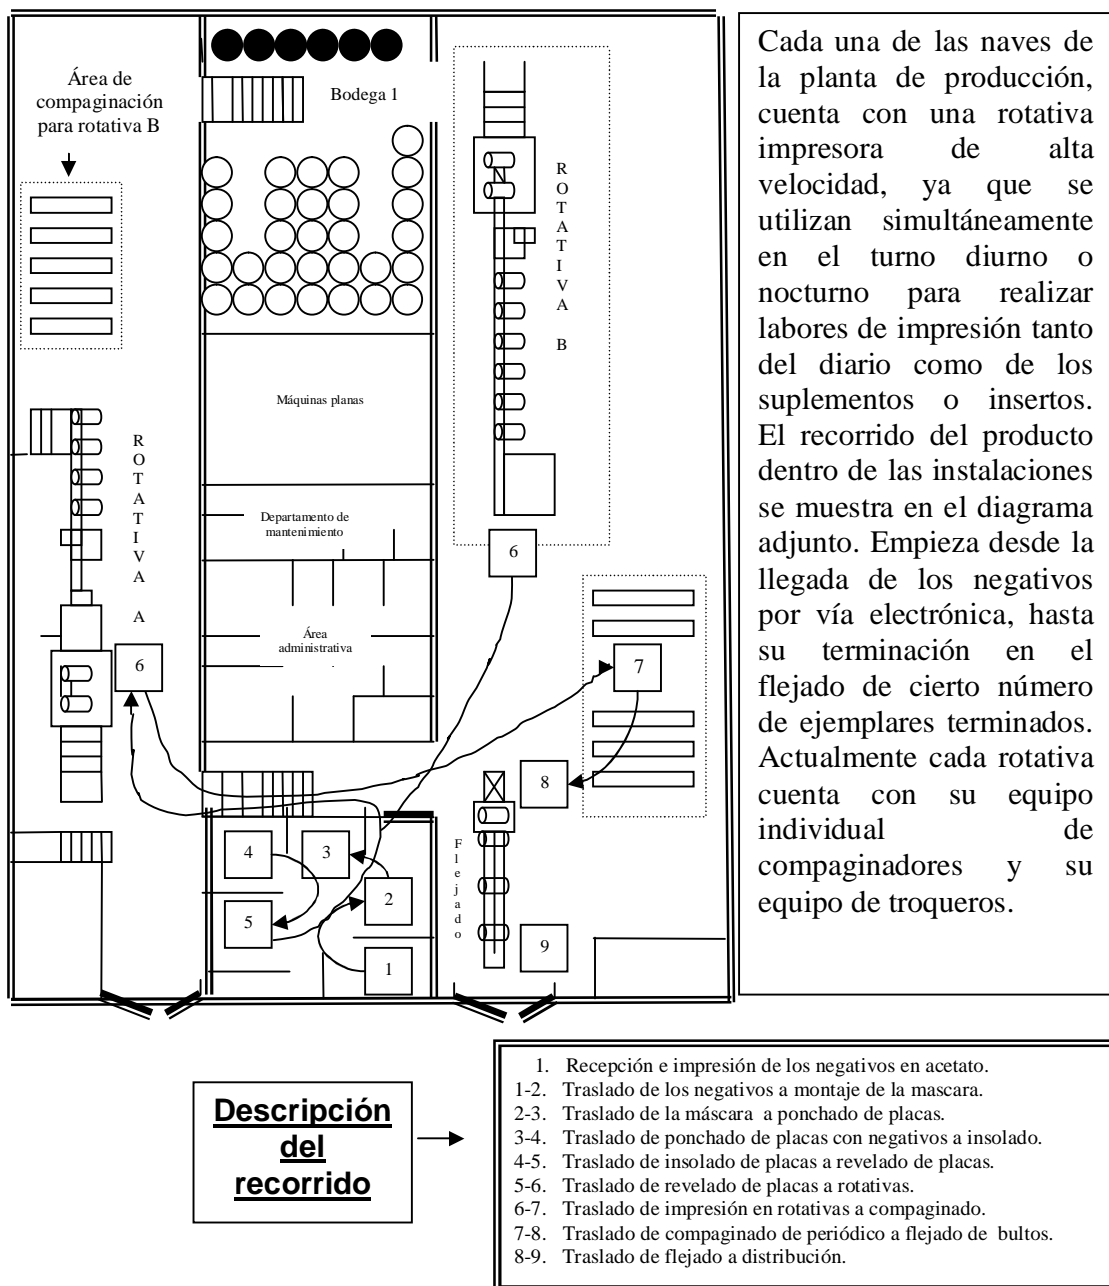 Área de
compaginación
para rotativa B
Bodega 1
ROTATIVA B
Máquinas planas
ROTATIVA A
Departamento de
mantenimiento
6
Área
administrativa
6
7
8
4
3
Flejado
2
5
9
1
Cada una de las naves de
la planta de producción,
cuenta con una rotativa
impresora de alta
velocidad, ya que se
utilizan simultáneamente
en el turno diurno o
nocturno para realizar
labores de impresión tanto
del diario como de los
suplementos o insertos.
El recorrido del producto
dentro de las instalaciones
se muestra en el diagrama
adjunto. Empieza desde la
llegada de los negativos
por vía electrónica, hasta
su terminación en el
flejado de cierto número
de ejemplares terminados.
Actualmente cada rotativa
cuenta con su equipo
individual de
compaginadores y su
equipo de troqueros.
Descripción
del
recorrido
1. Recepción e impresión de los negativos en acetato.
1-2. Traslado de los negativos a montaje de la mascara.
2-3. Traslado de la máscara a ponchado de placas.
3-4. Traslado de ponchado de placas con negativos a insolado.
4-5. Traslado de insolado de placas a revelado de placas.
5-6. Traslado de revelado de placas a rotativas.
6-7. Traslado de impresión en rotativas a compaginado.
7-8. Traslado de compaginado de periódico a flejado de bultos.
8-9. Traslado de flejado a distribución.